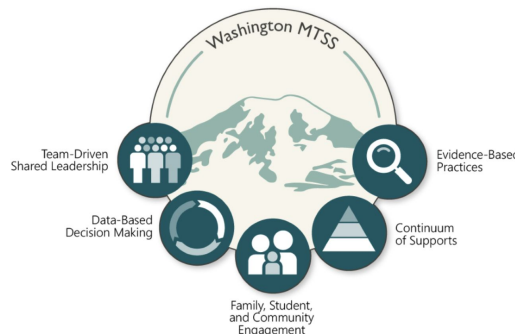 Washington MTSS
Team-Driven
Shared Leadership
Evidence-Based
Practices
Data-Based
Decision Making
Continuum
of Supports
Family, Student,
and Community
Engagement